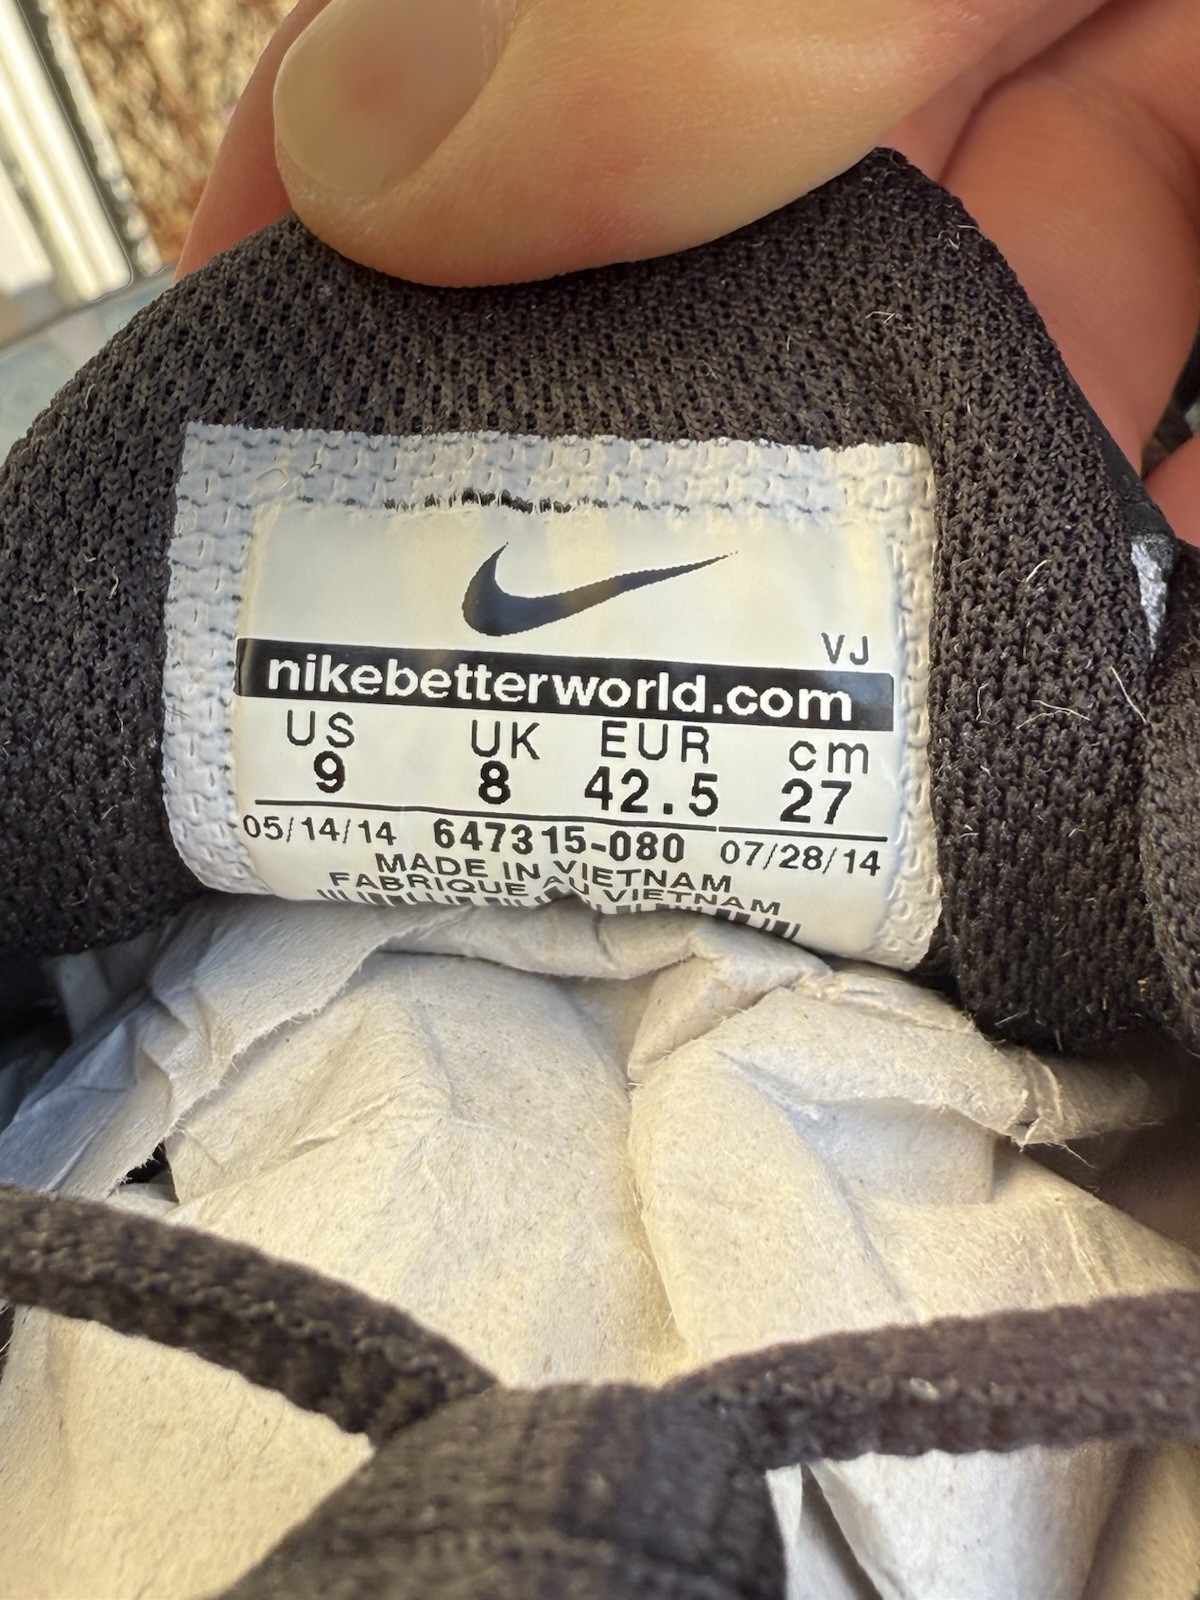 VJ
nikebetterworld.com
US UK EUR cm
9 8 42.5 27
05/14/14 647315-080 07/28/14
MADE IN VIETNAM
FABRIQUE AU VIETNAM